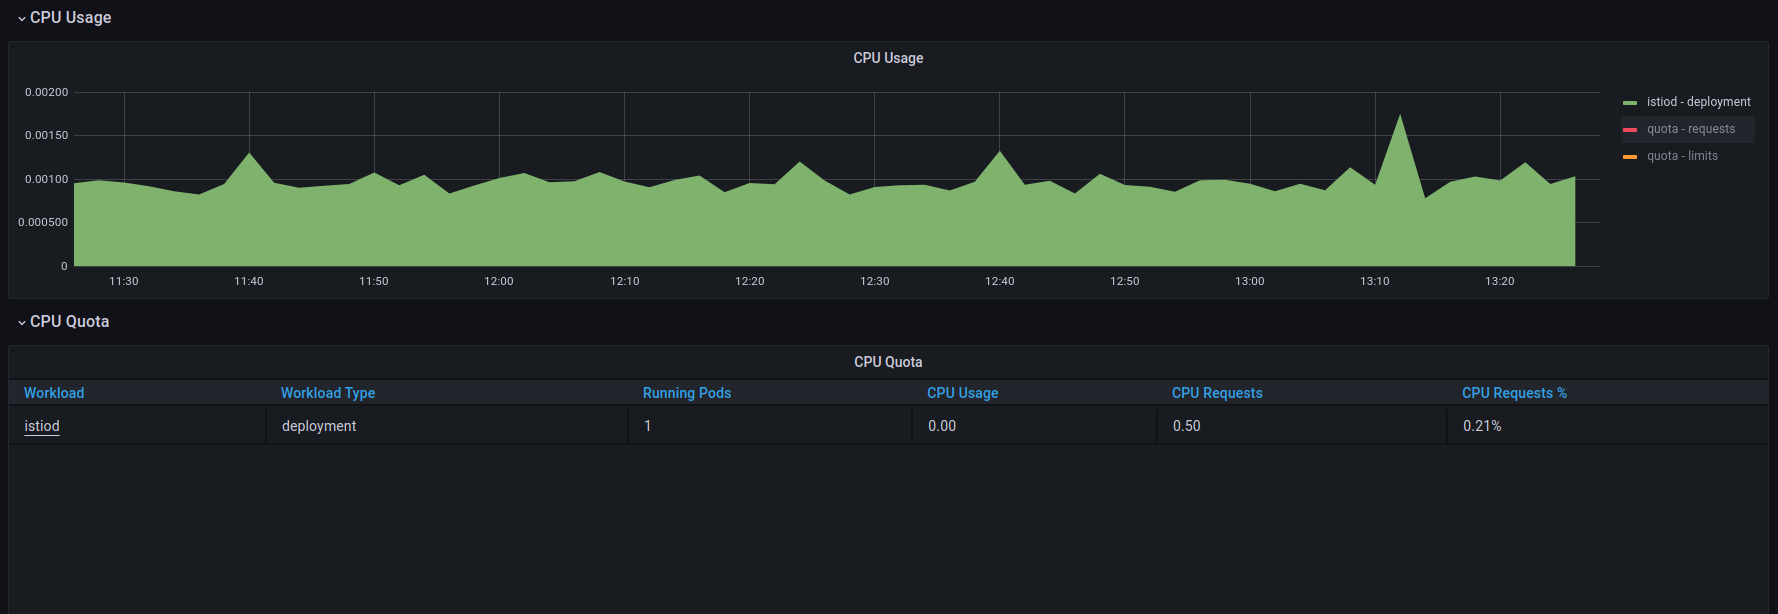 CPU Usage
CPU Usage
0.00200
0.00150
0.00100
0.000500
0
11:30 11:40 11:50 12:00 12:10 12:20 12:30 12:40 12:50 13:00 13:10 13:20
istiod - deployment
quota - requests
quota - limits
CPU Quota
CPU Quota
Workload Workload Type Running Pods CPU Usage CPU Requests CPU Requests %
istiod deployment 1 0.00 0.50 0.21%